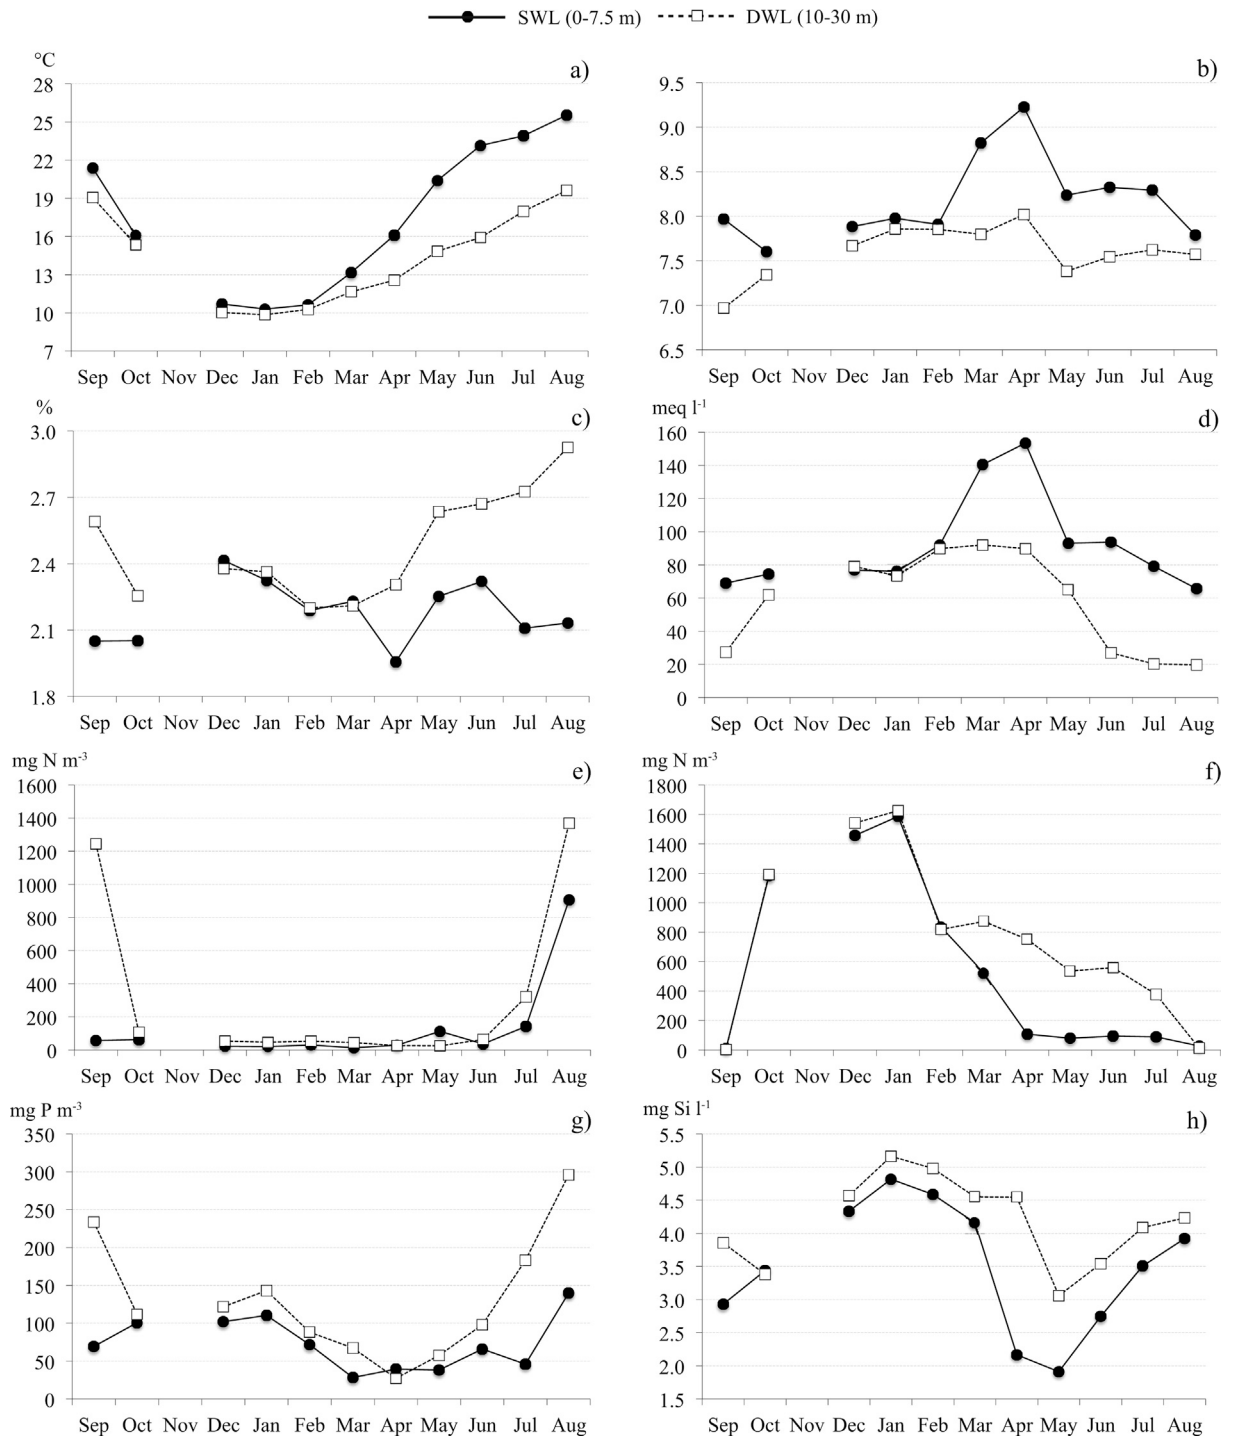 SWL (0-7.5 m) DWL (10-30 m)
°C
a)
28
25
22
19
16
13
10
7
Sep Oct Nov Dec Jan Feb Mar Apr May Jun Jul Aug
b)
9.5
9.0
8.5
8.0
7.5
7.0
6.5
Sep Oct Nov Dec Jan Feb Mar Apr May Jun Jul Aug
%
c)
3.0
2.7
2.4
2.1
1.8
Sep Oct Nov Dec Jan Feb Mar Apr May Jun Jul Aug
meq l⁻¹
d)
160
140
120
100
80
60
40
20
0
Sep Oct Nov Dec Jan Feb Mar Apr May Jun Jul Aug
mg N m⁻³
e)
1600
1400
1200
1000
800
600
400
200
0
Sep Oct Nov Dec Jan Feb Mar Apr May Jun Jul Aug
mg N m⁻³
f)
1800
1600
1400
1200
1000
800
600
400
200
0
Sep Oct Nov Dec Jan Feb Mar Apr May Jun Jul Aug
mg P m⁻³
g)
350
300
250
200
150
100
50
0
Sep Oct Nov Dec Jan Feb Mar Apr May Jun Jul Aug
mg Si l⁻¹
h)
5.5
5.0
4.5
4.0
3.5
3.0
2.5
2.0
1.5
Sep Oct Nov Dec Jan Feb Mar Apr May Jun Jul Aug